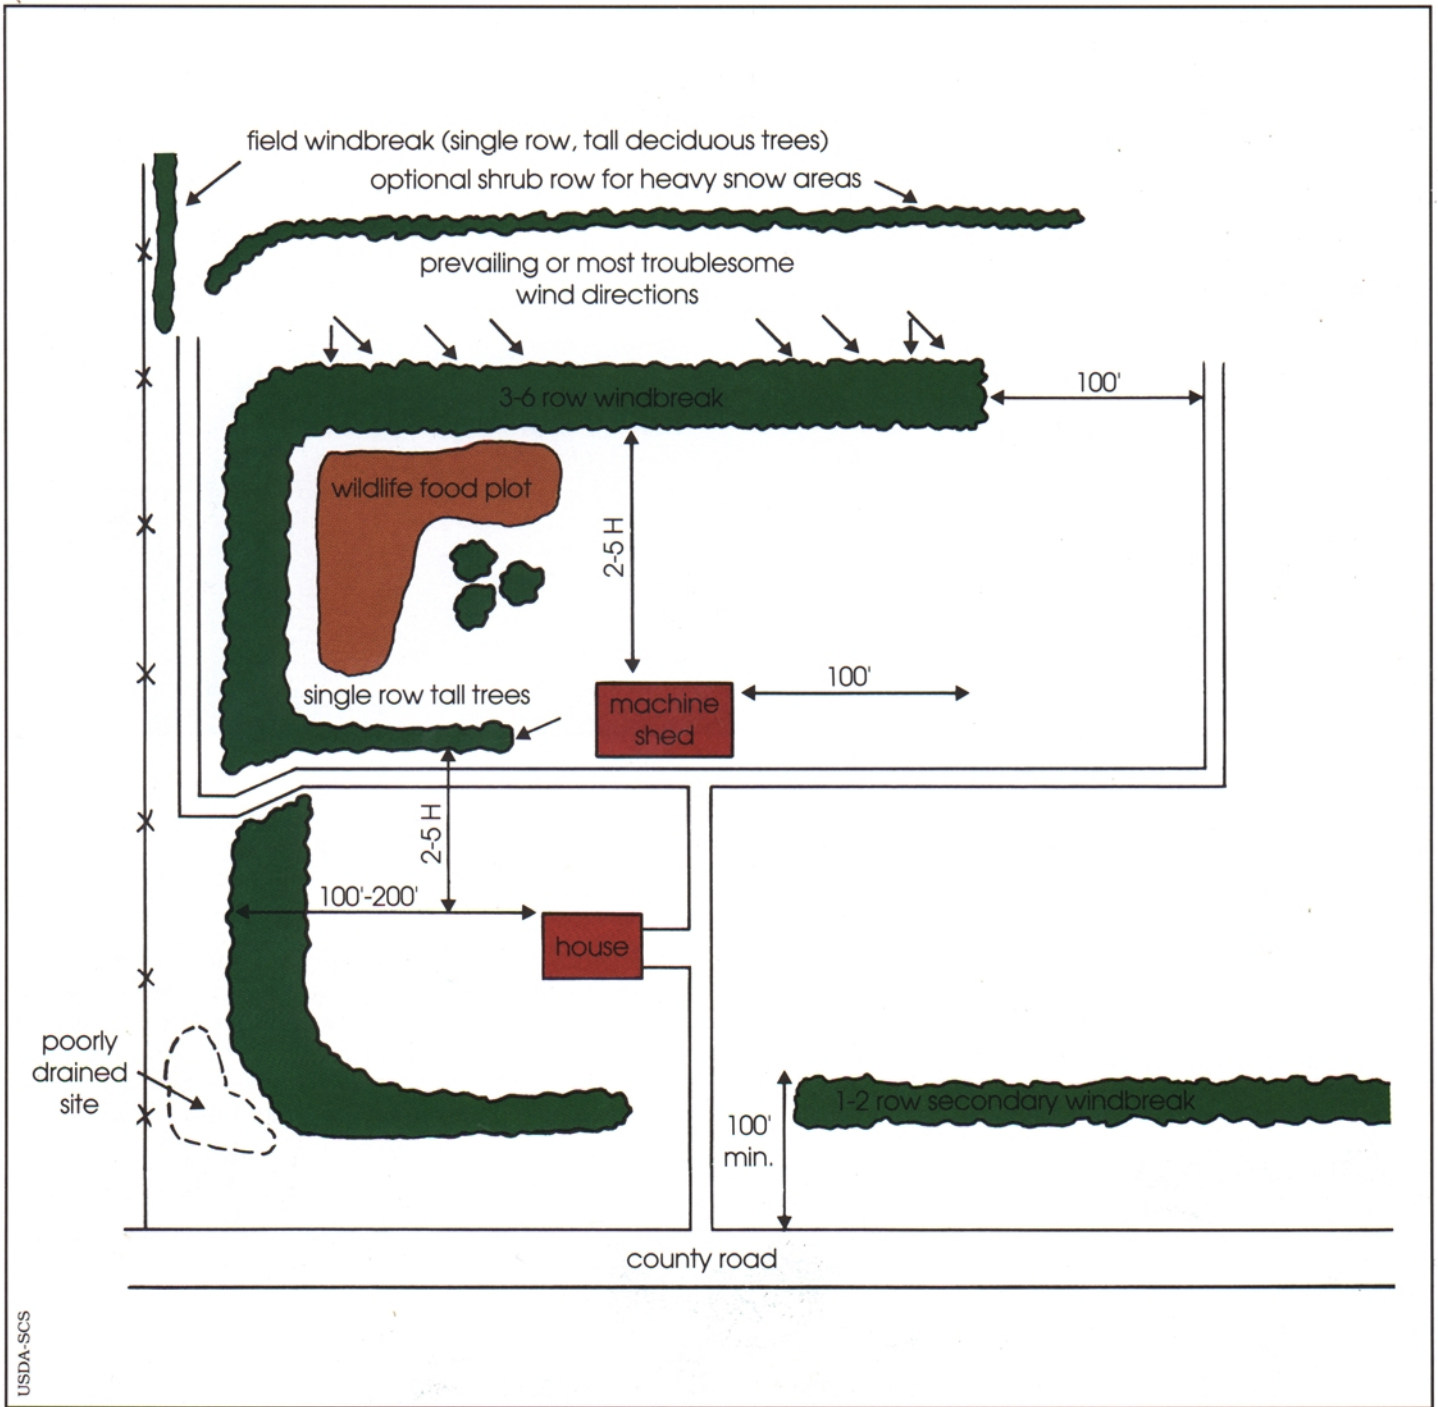 field windbreak (single row, tall deciduous trees)
optional shrub row for heavy snow areas
prevailing or most troublesome
wind directions
3-6 row windbreak
100'
wildlife food plot
2-5 H
single row tall trees
machine
shed
100'
2-5 H
100'-200'
house
poorly
drained
site
1-2 row secondary windbreak
100'
min.
county road
USDA-SCS